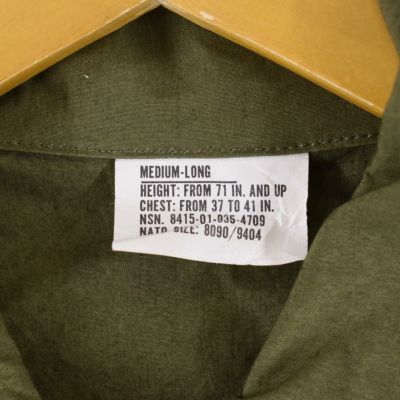 MEDIUM-LONG
HEIGHT: FROM 71 IN. AND UP
CHEST: FROM 37 TO 41 IN.
NSN. 8415-01-035-4709
NATO SIZE: 8090/9404